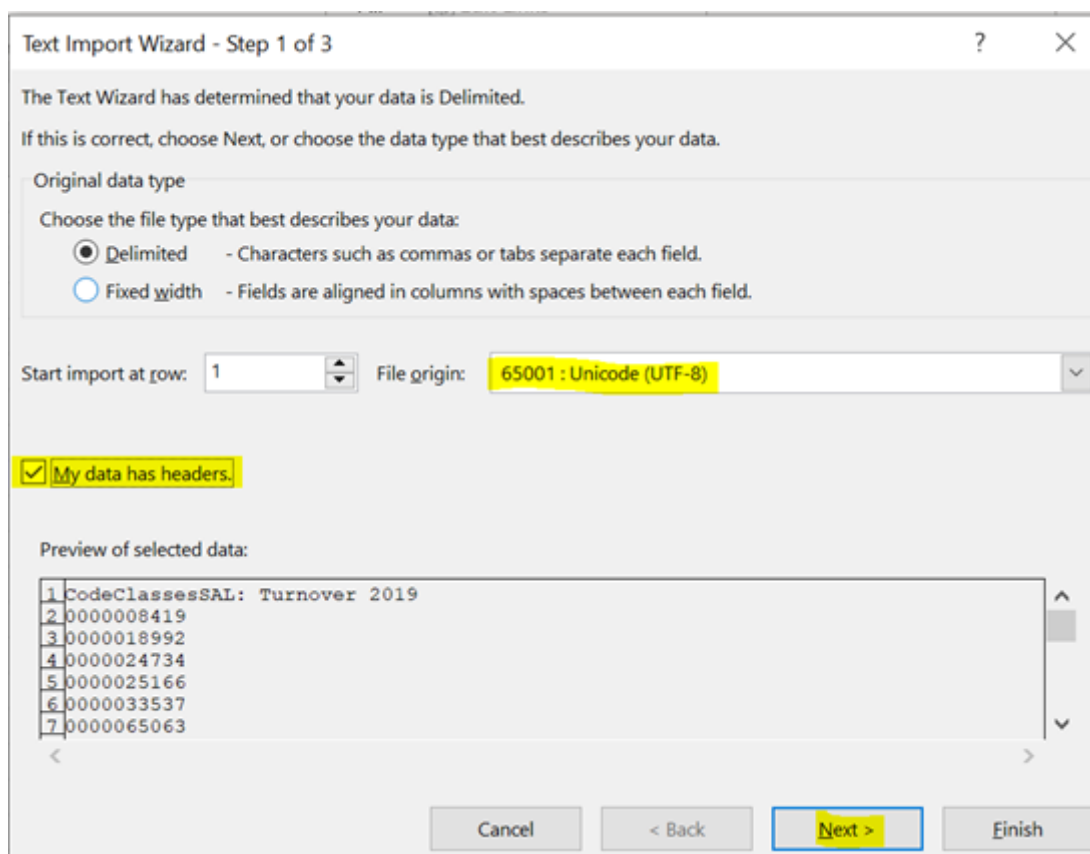 Text Import Wizard - Step 1 of 3 ? ×
The Text Wizard has determined that your data is Delimited.
If this is correct, choose Next, or choose the data type that best describes your data.
Original data type
Choose the file type that best describes your data:
Delimited - Characters such as commas or tabs separate each field.
Fixed width - Fields are aligned in columns with spaces between each field.
Start import at row: 1 File origin: 65001 : Unicode (UTF-8)
My data has headers.
Preview of selected data:
1 CodeClassesSAL: Turnover 2019
2 0000008419
3 0000018992
4 0000024734
5 0000025166
6 0000033537
7 0000065063
Cancel < Back Next > Finish